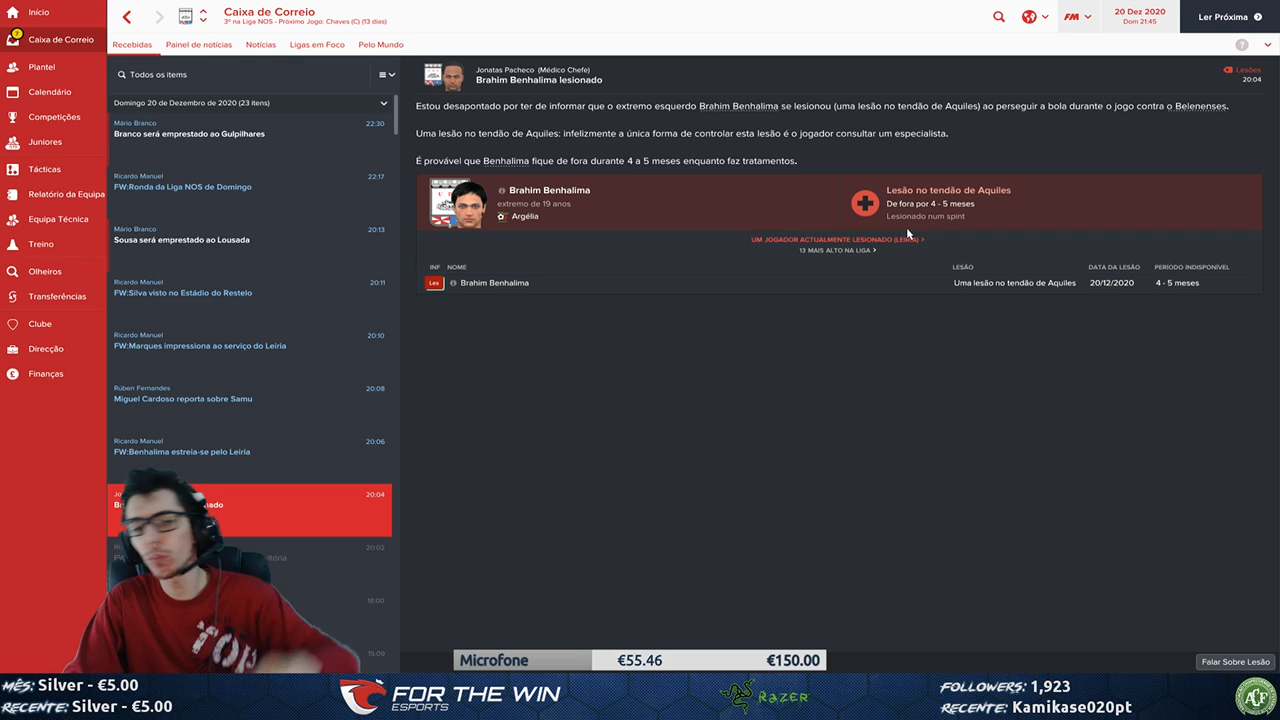 Início
Caixa de Correio
7
Plantel
Calendário
Competições
Juniores
Tácticas
Relatório da Equipa
Equipa Técnica
Treino
Olheiros
Transferências
Clube
Direcção
Finanças
Caixa de Correio
3º na Liga NOS - Próximo Jogo: Chaves (C) (13 dias)
FM
20 Dez 2020
Dom 21:45
Ler Próxima
Recebidas
Painel de notícias
Notícias
Ligas em Foco
Pelo Mundo
?
Todos os items
Domingo 20 de Dezembro de 2020 (23 itens)
Mário Branco 22:30
Branco será emprestado ao Gulpilhares
Ricardo Manuel 22:17
FW:Ronda da Liga NOS de Domingo
Mário Branco 20:13
Sousa será emprestado ao Lousada
Ricardo Manuel 20:11
FW:Silva visto no Estádio do Restelo
Ricardo Manuel 20:10
FW:Marques impressiona ao serviço do Leiria
Rúben Fernandes 20:08
Miguel Cardoso reporta sobre Samu
Ricardo Manuel 20:06
FW:Benhalima estreia-se pelo Leiria
20:04
20:02
18:00
15:09
Jonatas Pacheco (Médico Chefe)
Brahim Benhalima lesionado
Lesões
20:04
Estou desapontado por ter de informar que o extremo esquerdo Brahim Benhalima se lesionou (uma lesão no tendão de Aquiles) ao perseguir a bola durante o jogo contra o Belenenses.
Uma lesão no tendão de Aquiles: infelizmente a única forma de controlar esta lesão é o jogador consultar um especialista.
É provável que Benhalima fique de fora durante 4 a 5 meses enquanto faz tratamentos.
Brahim Benhalima
extremo de 19 anos
Argélia
Lesão no tendão de Aquiles
De fora por 4 - 5 meses
Lesionado num spint
UM JOGADOR ACTUALMENTE LESIONADO (LEIRIA)
13 MAIS ALTO NA LIGA
INF NOME LESÃO DATA DA LESÃO PERÍODO INDISPONÍVEL
Les Brahim Benhalima Uma lesão no tendão de Aquiles 20/12/2020 4 - 5 meses
Falar Sobre Lesão
Microfone €55.46 €150.00
MÊS: Silver - €5.00
RECENTE: Silver - €5.00
FOR THE WIN
ESPORTS
RAZER
FOLLOWERS: 1,923
RECENTE: Kamikase020pt